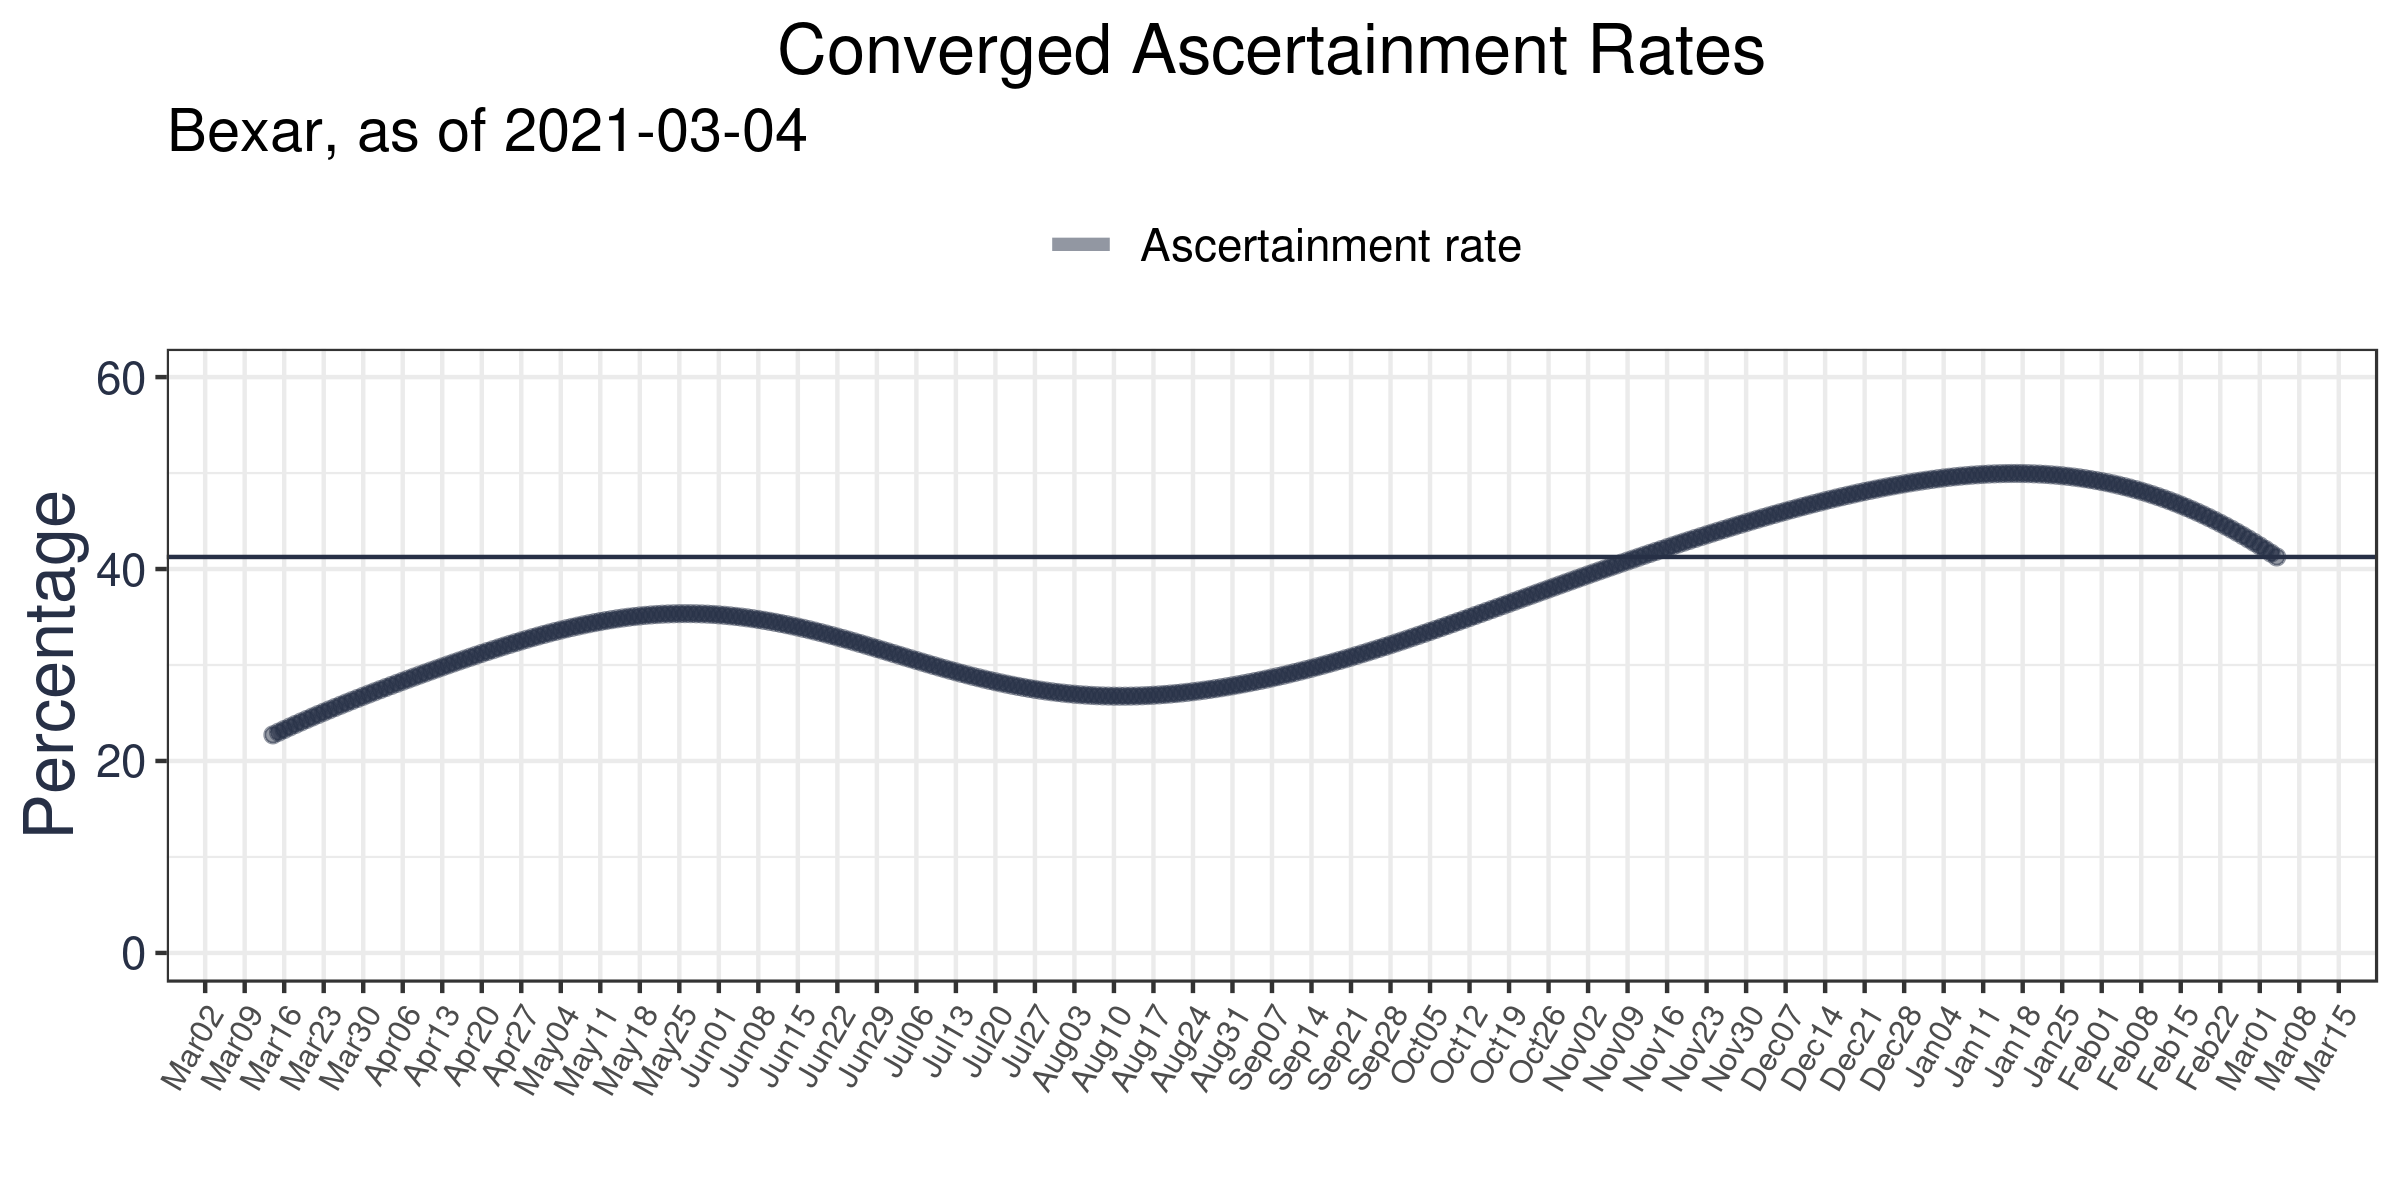 Converged Ascertainment Rates
Bexar, as of 2021-03-04
Ascertainment rate
Percentage
60
40
20
0
Mar02
Mar09
Mar16
Mar23
Mar30
Apr06
Apr13
Apr20
Apr27
May04
May11
May18
May25
Jun01
Jun08
Jun15
Jun22
Jun29
Jul06
Jul13
Jul20
Jul27
Aug03
Aug10
Aug17
Aug24
Aug31
Sep07
Sep14
Sep21
Sep28
Oct05
Oct12
Oct19
Oct26
Nov02
Nov09
Nov16
Nov23
Nov30
Dec07
Dec14
Dec21
Dec28
Jan04
Jan11
Jan18
Jan25
Feb01
Feb08
Feb15
Feb22
Mar01
Mar08
Mar15